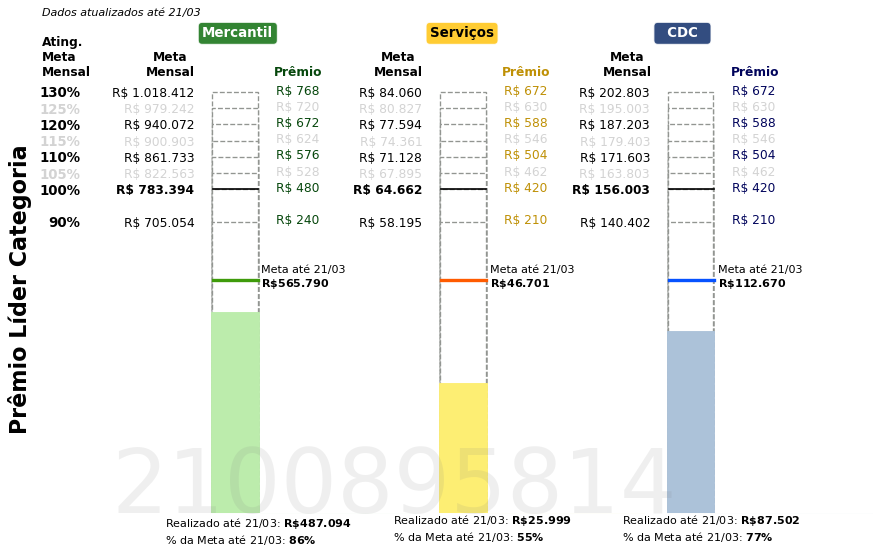 Dados atualizados até 21/03
Mercantil Serviços CDC
Ating. Meta Mensal Meta Mensal Prêmio Meta Mensal Prêmio Meta Mensal Prêmio
130% R$ 1.018.412 R$ 768 R$ 84.060 R$ 672 R$ 202.803 R$ 672
125% R$ 979.242 R$ 720 R$ 80.827 R$ 630 R$ 195.003 R$ 630
120% R$ 940.072 R$ 672 R$ 77.594 R$ 588 R$ 187.203 R$ 588
115% R$ 900.903 R$ 624 R$ 74.361 R$ 546 R$ 179.403 R$ 546
110% R$ 861.733 R$ 576 R$ 71.128 R$ 504 R$ 171.603 R$ 504
105% R$ 822.563 R$ 528 R$ 67.895 R$ 462 R$ 163.803 R$ 462
100% R$ 783.394 R$ 480 R$ 64.662 R$ 420 R$ 156.003 R$ 420
90% R$ 705.054 R$ 240 R$ 58.195 R$ 210 R$ 140.402 R$ 210
Meta até 21/03 Meta até 21/03 Meta até 21/03
R$565.790 R$46.701 R$112.670
Prêmio Líder Categoria
2100895814
Realizado até 21/03: R$487.094 Realizado até 21/03: R$25.999 Realizado até 21/03: R$87.502
% da Meta até 21/03: 86% % da Meta até 21/03: 55% % da Meta até 21/03: 77%